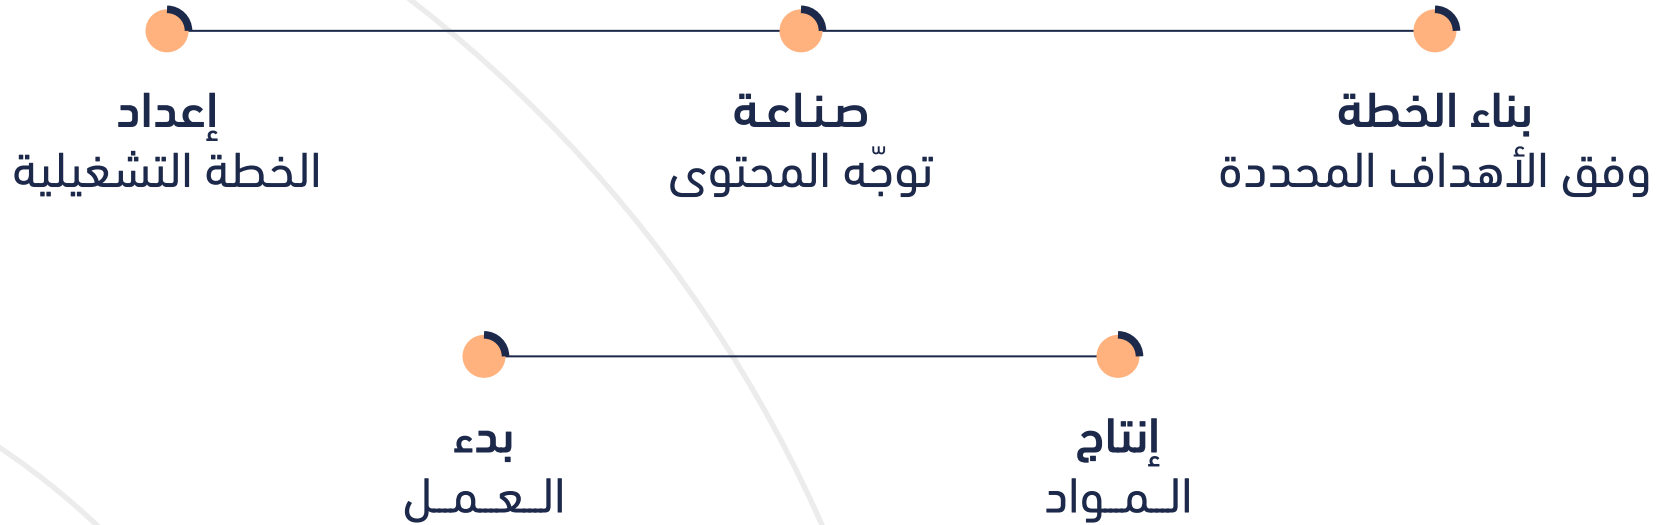 بناء الخطة
وفق الأهداف المحددة
صناعة
توجّه المحتوى
إعداد
الخطة التشغيلية
إنتاج
الـمـواد
بدء
الـعـمـل